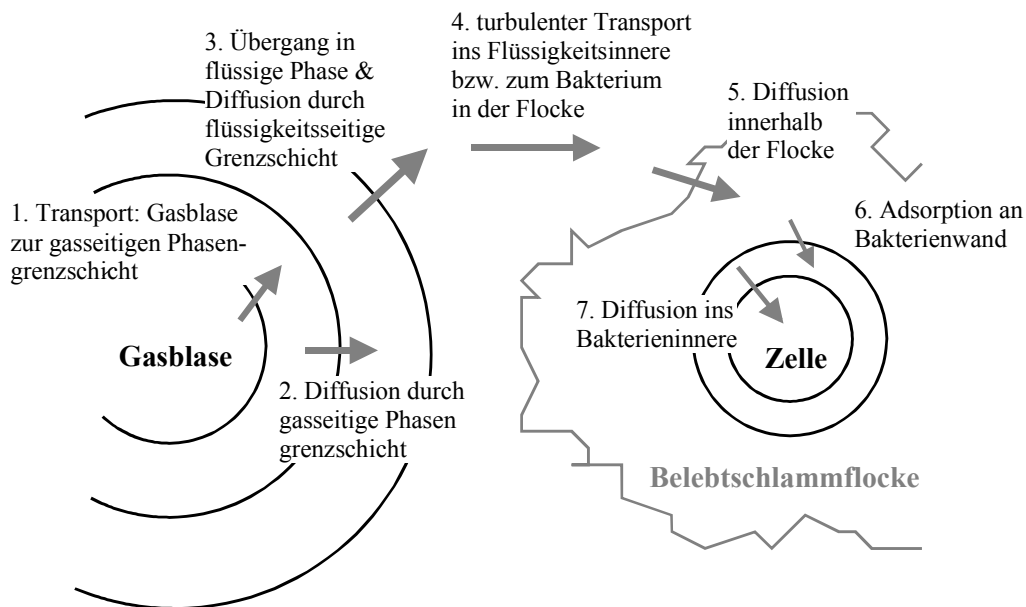 1. Transport: Gasblase
zur gasseitigen Phasen-
grenzschicht
Gasblase
2. Diffusion durch
gasseitige Phasen
grenzschicht
3. Übergang in
flüssige Phase &
Diffusion durch
flüssigkeitsseitige
Grenzschicht
4. turbulenter Transport
ins Flüssigkeitsinnere
bzw. zum Bakterium
in der Flocke
5. Diffusion
innerhalb
der Flocke
6. Adsorption an
Bakterienwand
7. Diffusion ins
Bakterieninnere
Zelle
Belebtschlammflocke